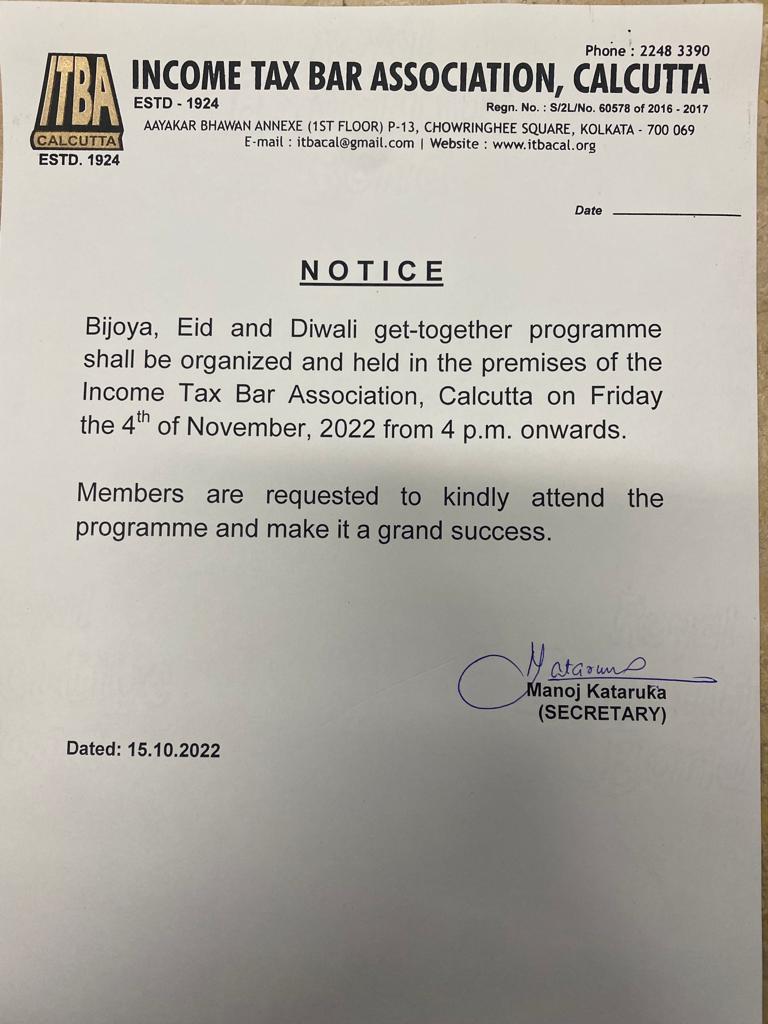 Phone : 2248 3390
ITBA
CALCUTTA
ESTD. 1924
INCOME TAX BAR ASSOCIATION, CALCUTTA
ESTD - 1924
Regn. No. : S/2L/No. 60578 of 2016 - 2017
AAYAKAR BHAWAN ANNEXE (1ST FLOOR) P-13, CHOWRINGHEE SQUARE, KOLKATA - 700 069
E-mail : itbacal@gmail.com | Website : www.itbacal.org
Date
NOTICE
Bijoya, Eid and Diwali get-together programme
shall be organized and held in the premises of the
Income Tax Bar Association, Calcutta on Friday
the 4th of November, 2022 from 4 p.m. onwards.
Members are requested to kindly attend the
programme and make it a grand success.
Manoj Kataruka
(SECRETARY)
Dated: 15.10.2022